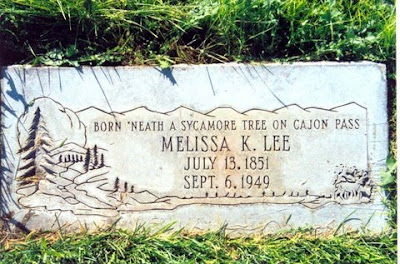 BORN 'NEATH A SYCAMORE TREE ON CAJON PASS
MELISSA K. LEE
JULY 13, 1851
SEPT. 6, 1949